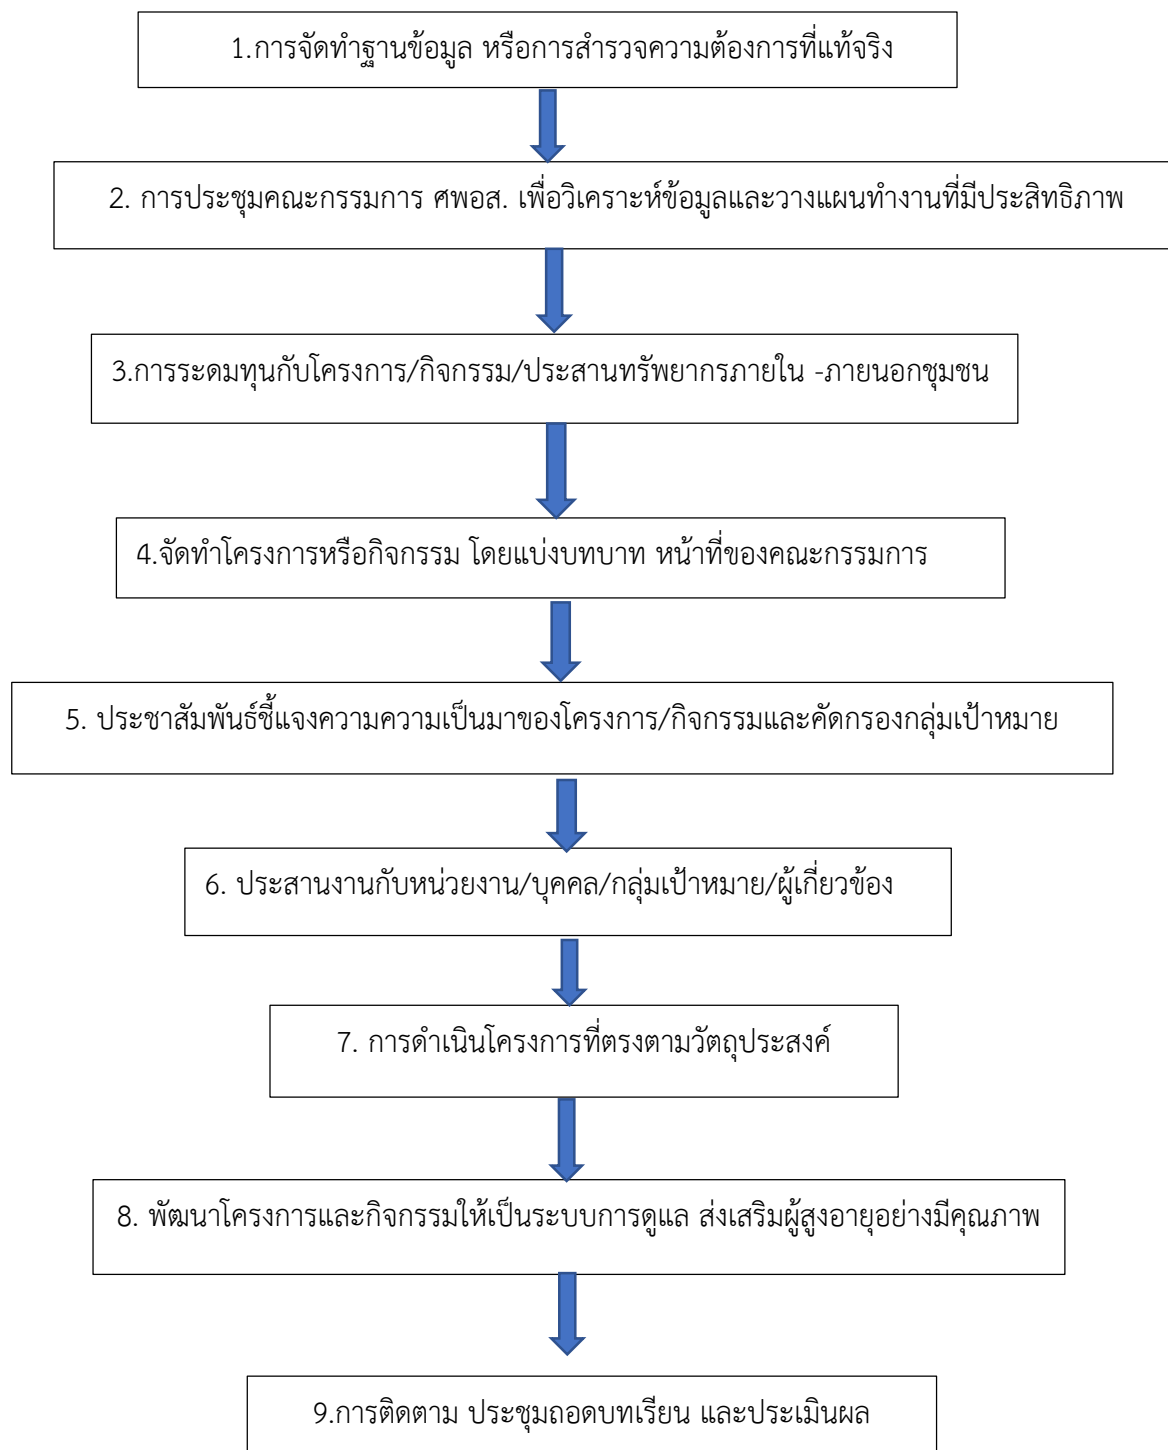 1.การจัดทำฐานข้อมูล หรือการสำรวจความต้องการที่แท้จริง
2. การประชุมคณะกรรมการ ศพอส. เพื่อวิเคราะห์ข้อมูลและวางแผนทำงานที่มีประสิทธิภาพ
3.การระดมทุนกับโครงการ/กิจกรรม/ประสานทรัพยากรภายใน -ภายนอกชุมชน
4.จัดทำโครงการหรือกิจกรรม โดยแบ่งบทบาท หน้าที่ของคณะกรรมการ
5. ประชาสัมพันธ์ชี้แจงความความเป็นมาของโครงการ/กิจกรรมและคัดกรองกลุ่มเป้าหมาย
6. ประสานงานกับหน่วยงาน/บุคคล/กลุ่มเป้าหมาย/ผู้เกี่ยวข้อง
7. การดำเนินโครงการที่ตรงตามวัตถุประสงค์
8. พัฒนาโครงการและกิจกรรมให้เป็นระบบการดูแล ส่งเสริมผู้สูงอายุอย่างมีคุณภาพ
9.การติดตาม ประชุมถอดบทเรียน และประเมินผล